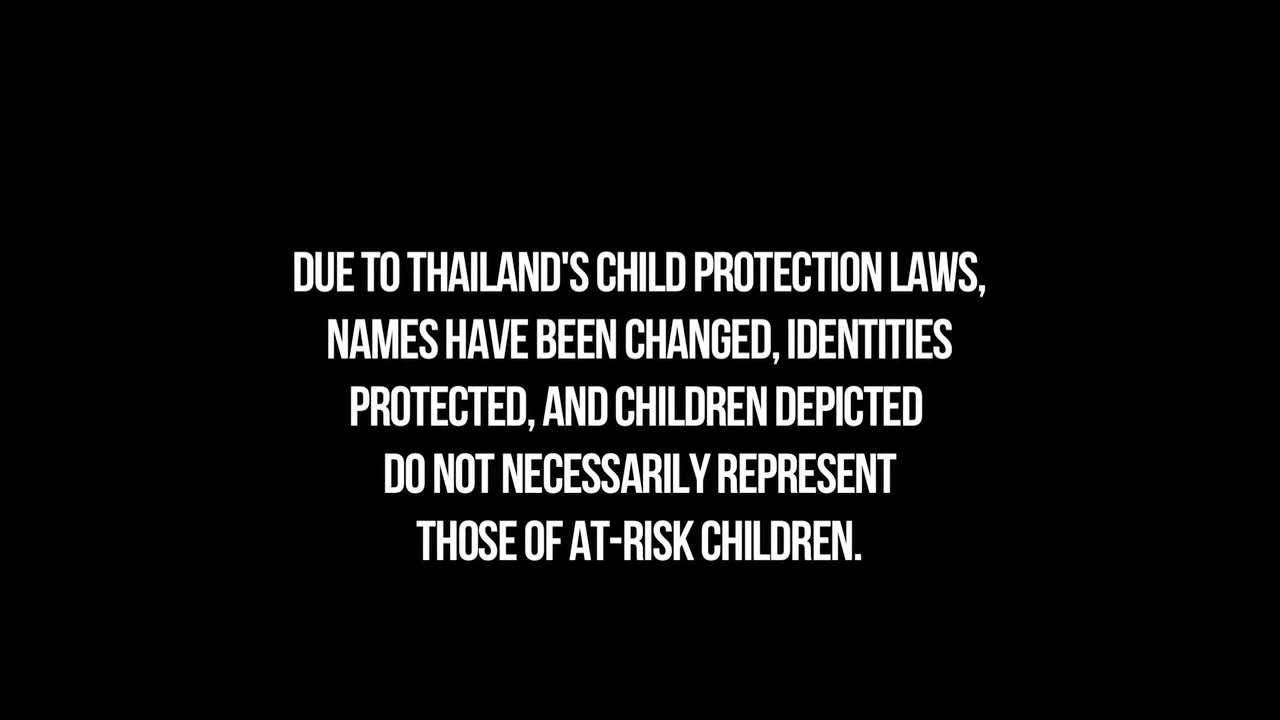 DUE TO THAILAND'S CHILD PROTECTION LAWS,
NAMES HAVE BEEN CHANGED, IDENTITIES
PROTECTED, AND CHILDREN DEPICTED
DO NOT NECESSARILY REPRESENT
THOSE OF AT-RISK CHILDREN.